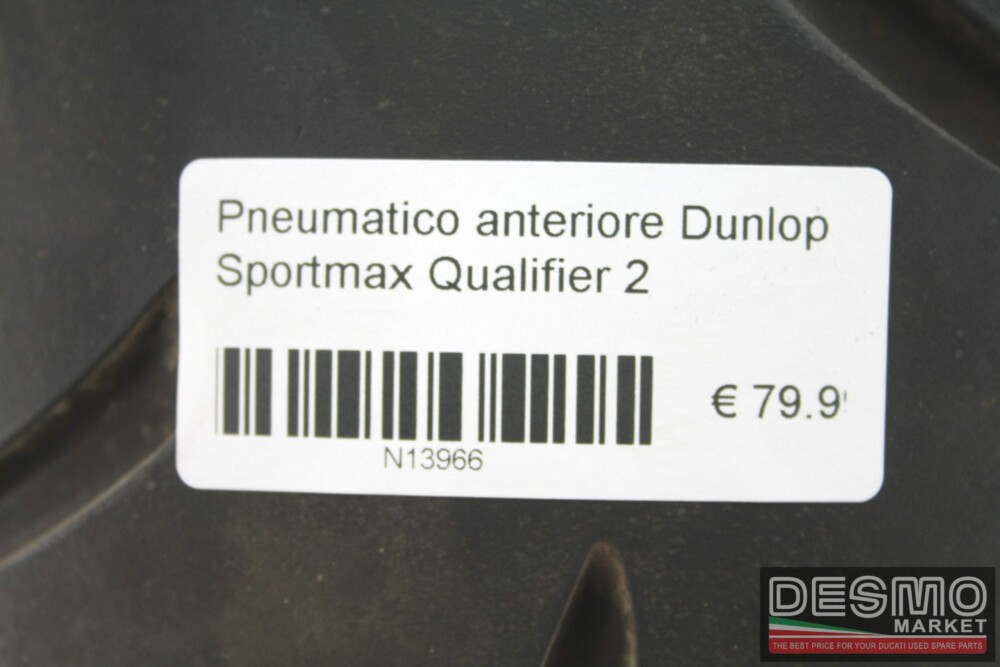 Pneumatico anteriore Dunlop
Sportmax Qualifier 2
€ 79.9
N13966
DESMO
MARKET
THE BEST PRICE FOR YOUR DUCATI USED SPARE PARTS